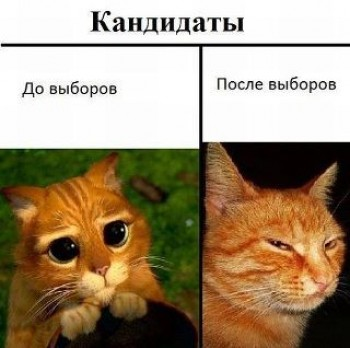 Кандидаты
До выборов
После выборов